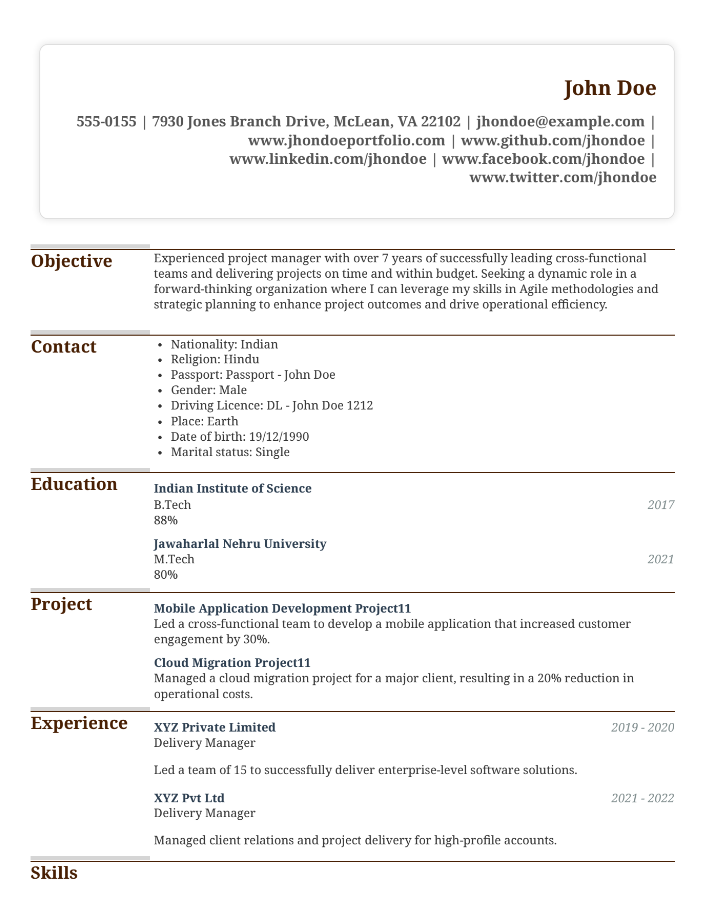 John Doe
555-0155 | 7930 Jones Branch Drive, McLean, VA 22102 | jhondoe@example.com |
www.jhondoeportfolio.com | www.github.com/jhondoe |
www.linkedin.com/jhondoe | www.facebook.com/jhondoe |
www.twitter.com/jhondoe
Objective
Experienced project manager with over 7 years of successfully leading cross-functional
teams and delivering projects on time and within budget. Seeking a dynamic role in a
forward-thinking organization where I can leverage my skills in Agile methodologies and
strategic planning to enhance project outcomes and drive operational efficiency.
Contact
• Nationality: Indian
• Religion: Hindu
• Passport: Passport - John Doe
• Gender: Male
• Driving Licence: DL - John Doe 1212
• Place: Earth
• Date of birth: 19/12/1990
• Marital status: Single
Education
Indian Institute of Science
B.Tech 2017
88%
Jawaharlal Nehru University
M.Tech 2021
80%
Project
Mobile Application Development Project11
Led a cross-functional team to develop a mobile application that increased customer
engagement by 30%.
Cloud Migration Project11
Managed a cloud migration project for a major client, resulting in a 20% reduction in
operational costs.
Experience
XYZ Private Limited 2019 - 2020
Delivery Manager
Led a team of 15 to successfully deliver enterprise-level software solutions.
XYZ Pvt Ltd 2021 - 2022
Delivery Manager
Managed client relations and project delivery for high-profile accounts.
Skills